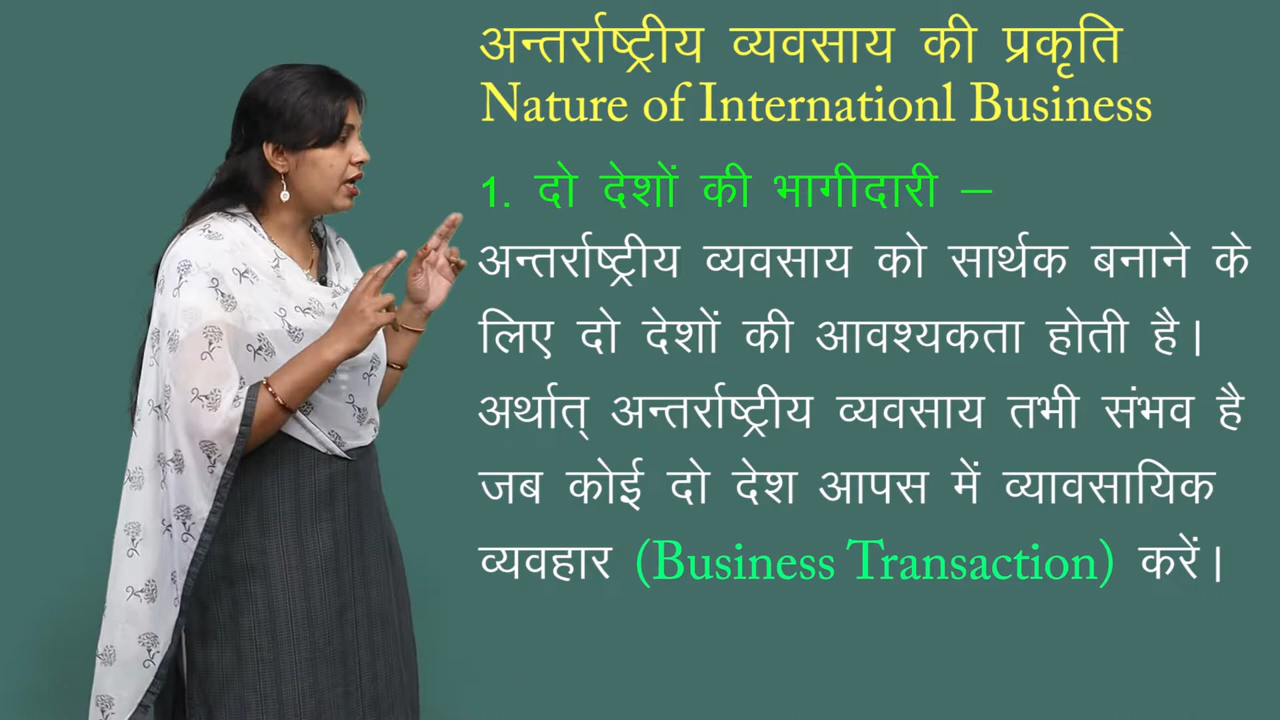 अन्तर्राष्ट्रीय व्यवसाय की प्रकृति
Nature of Internationl Business
1. दो देशों की भागीदारी –
अन्तर्राष्ट्रीय व्यवसाय को सार्थक बनाने के
लिए दो देशों की आवश्यकता होती है।
अर्थात् अन्तर्राष्ट्रीय व्यवसाय तभी संभव है
जब कोई दो देश आपस में व्यावसायिक
व्यवहार (Business Transaction) करें।